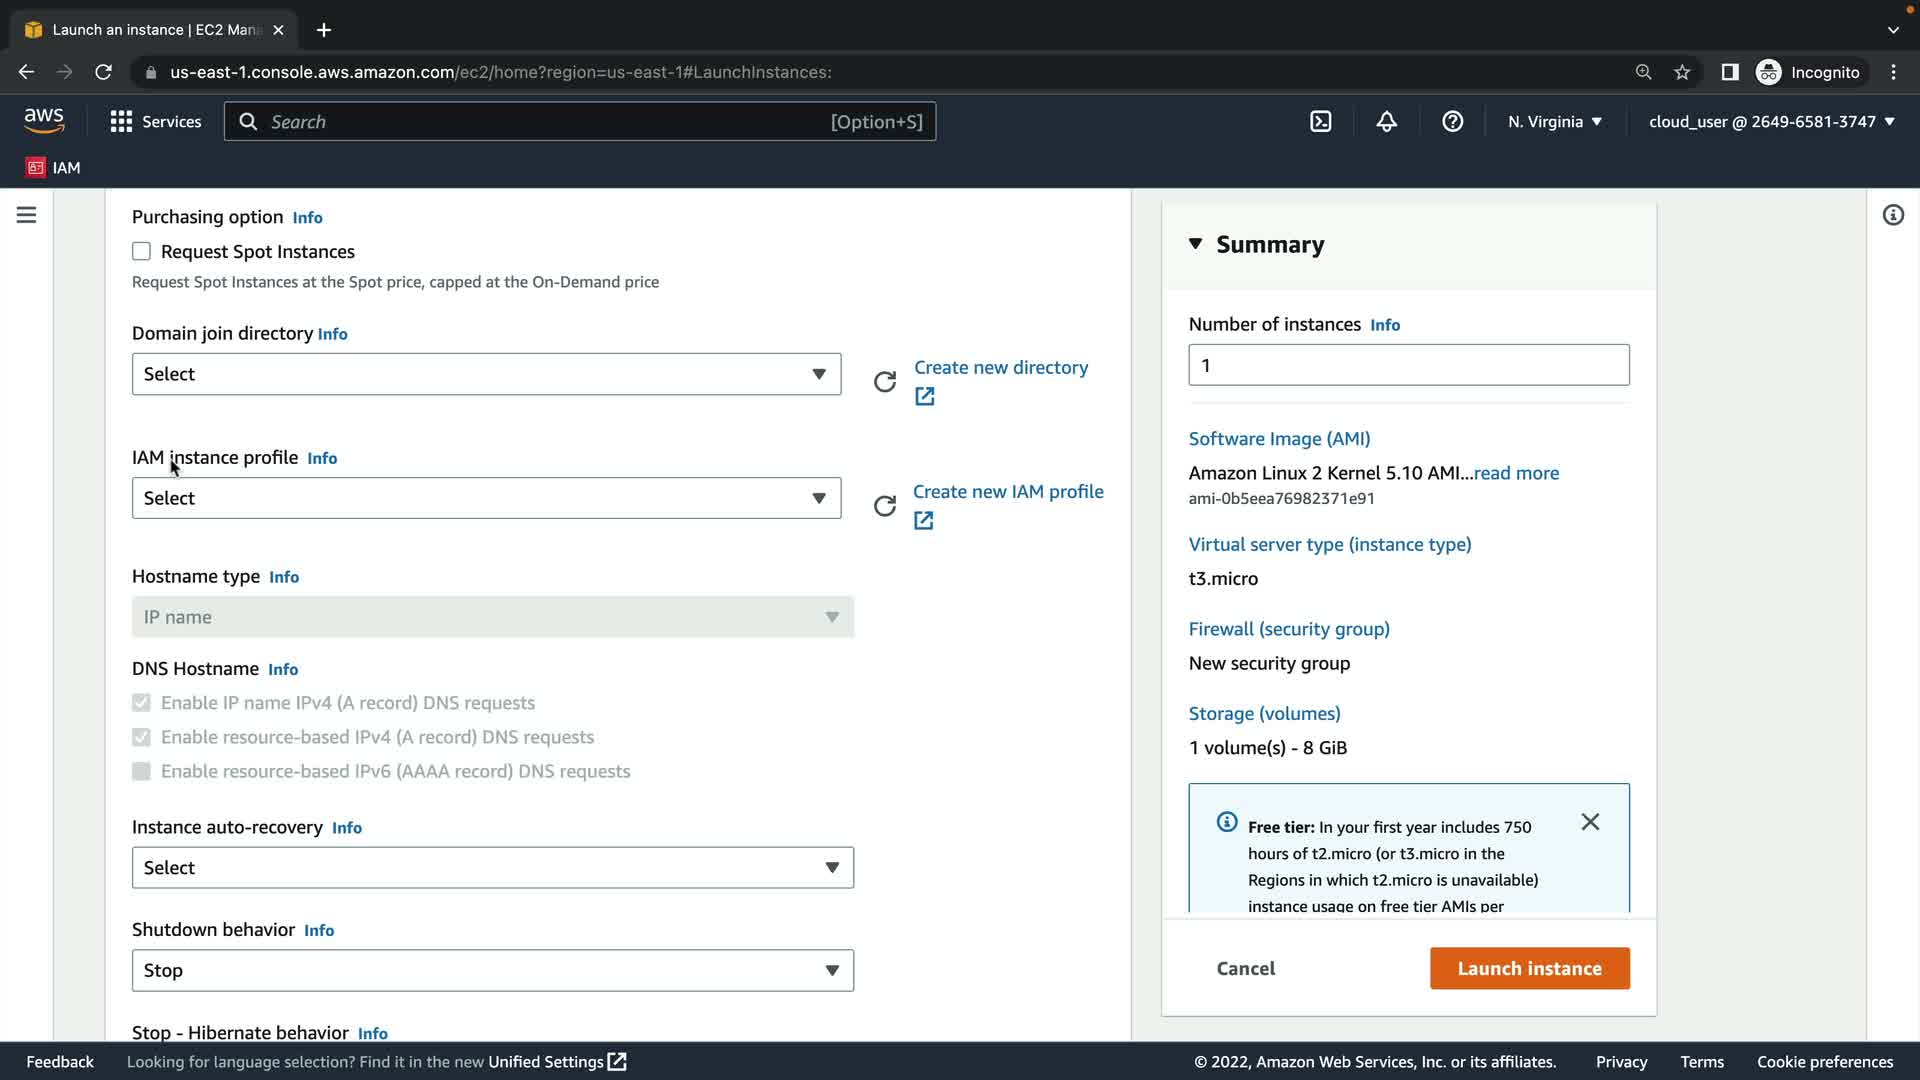 Launch an instance | EC2 Mana
us-east-1.console.aws.amazon.com/ec2/home?region=us-east-1#LaunchInstances:
Incognito
aws
Services
Search
[Option+S]
N. Virginia
cloud_user @ 2649-6581-3747
IAM
Purchasing option Info
Request Spot Instances
Request Spot Instances at the Spot price, capped at the On-Demand price
Domain join directory Info
Select
Create new directory
IAM instance profile Info
Select
Create new IAM profile
Hostname type Info
IP name
DNS Hostname Info
Enable IP name IPv4 (A record) DNS requests
Enable resource-based IPv4 (A record) DNS requests
Enable resource-based IPv6 (AAAA record) DNS requests
Instance auto-recovery Info
Select
Shutdown behavior Info
Stop
Stop - Hibernate behavior Info
Summary
Number of instances Info
1
Software Image (AMI)
Amazon Linux 2 Kernel 5.10 AMI...read more
ami-0b5eea76982371e91
Virtual server type (instance type)
t3.micro
Firewall (security group)
New security group
Storage (volumes)
1 volume(s) - 8 GiB
Free tier: In your first year includes 750
hours of t2.micro (or t3.micro in the
Regions in which t2.micro is unavailable)
instance usage on free tier AMIs per
Cancel
Launch instance
Feedback
Looking for language selection? Find it in the new Unified Settings
© 2022, Amazon Web Services, Inc. or its affiliates.
Privacy
Terms
Cookie preferences